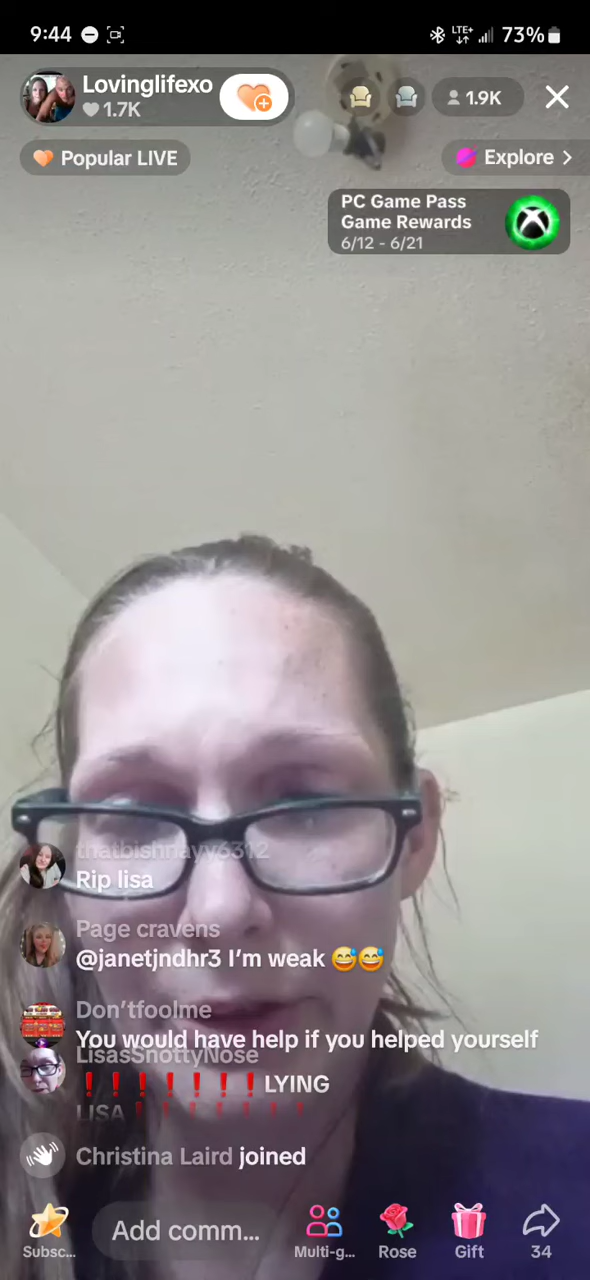 9:44
LTE+
73%
Lovinglifexo
1.7K
1.9K
Popular LIVE
Explore
PC Game Pass
Game Rewards
6/12 - 6/21
thatbishnayy6312
Rip lisa
Page cravens
@janetjndhr3 I'm weak 😅😅
Don'tfoolme
You would have help if you helped yourself
LisasSnottyNose
❗❗❗❗❗❗❗LYING
LISA❗❗❗❗❗❗❗
Christina Laird joined
Add comm...
Subsc...
Multi-g...
Rose
Gift
34